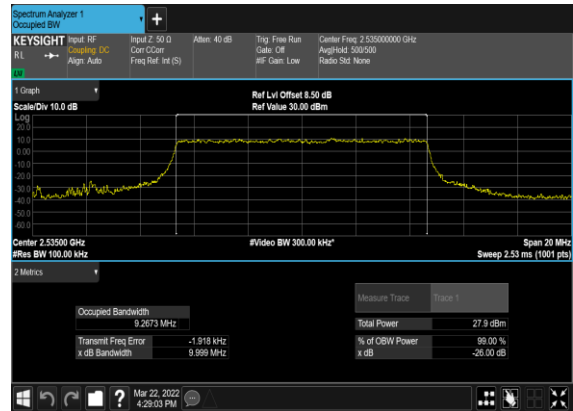 Spectrum Analyzer 1
Occupied BW
+
KEYSIGHT Input: RF Input Z: 50 Ω Atten: 40 dB Trig: Free Run Center Freq: 2.535000000 GHz
RL Coupling: DC Corr CCorr Gate: Off Avg|Hold: 500/500
Align: Auto Freq Ref: Int (S) #IF Gain: Low Radio Std: None
LXI
1 Graph
Ref Lvl Offset 8.50 dB
Scale/Div 10.0 dB Ref Value 30.00 dBm
Log
20.0
10.0
0.00
-10.0
-20.0
-30.0
-40.0
-50.0
-60.0
Center 2.53500 GHz #Video BW 300.00 kHz* Span 20 MHz
#Res BW 100.00 kHz Sweep 2.53 ms (1001 pts)
2 Metrics
Measure Trace Trace 1
Occupied Bandwidth
9.2673 MHz Total Power 27.9 dBm
Transmit Freq Error -1.918 kHz % of OBW Power 99.00 %
x dB Bandwidth 9.999 MHz x dB -26.00 dB
?
Mar 22, 2022
4:29:03 PM